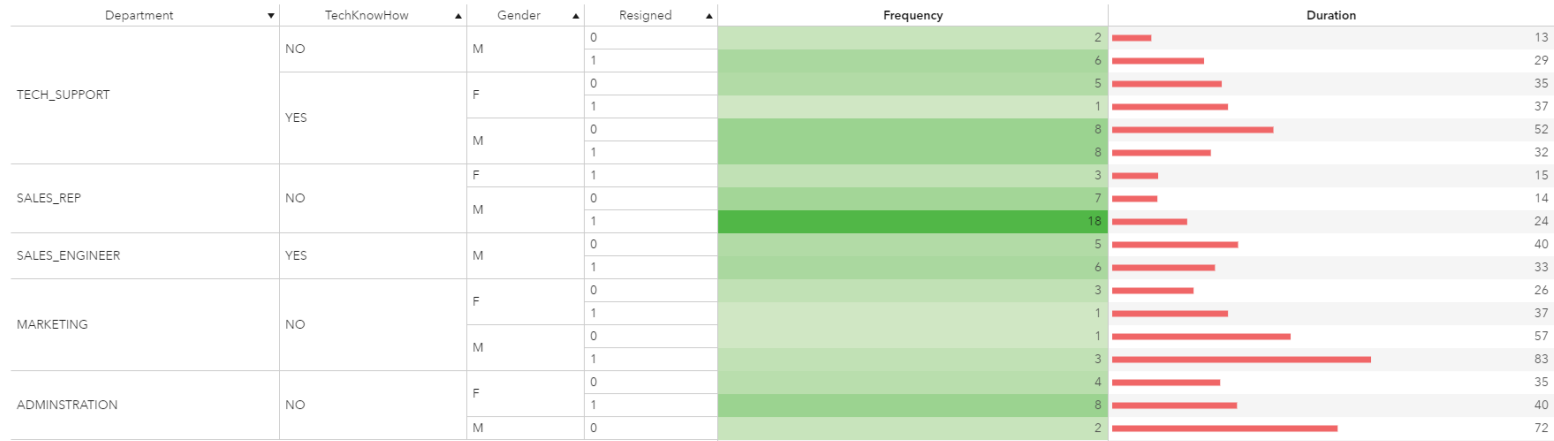 Department ▼ TechKnowHow ▲ Gender ▲ Resigned ▲ Frequency Duration
TECH_SUPPORT NO M 0 2 13
1 6 29
YES F 0 5 35
1 1 37
M 0 8 52
1 8 32
SALES_REP NO F 1 3 15
M 0 7 14
1 18 24
SALES_ENGINEER YES M 0 5 40
1 6 33
MARKETING NO F 0 3 26
1 1 37
M 0 1 57
1 3 83
ADMINSTRATION NO F 0 4 35
1 8 40
M 0 2 72